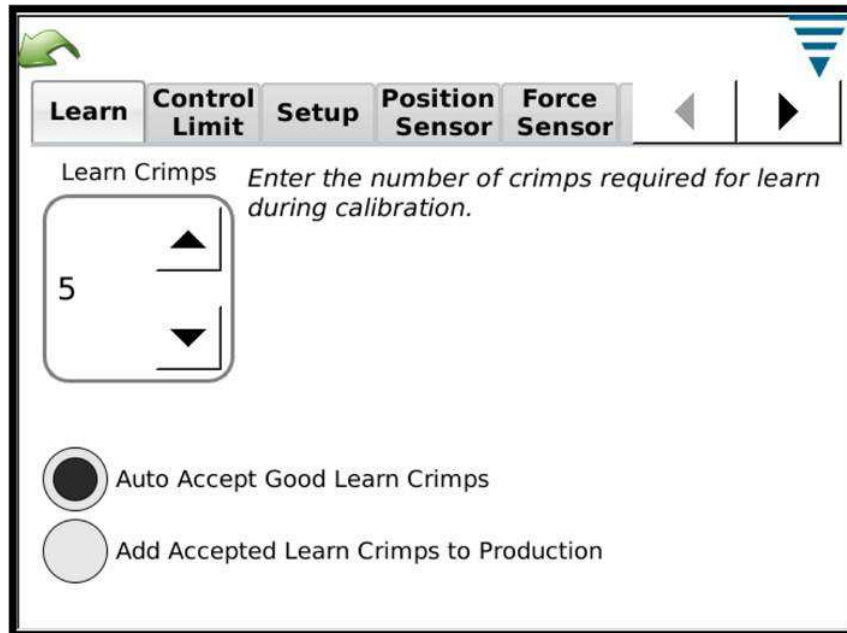 Learn
Control
Limit
Setup
Position
Sensor
Force
Sensor
Learn Crimps
Enter the number of crimps required for learn
during calibration.
5
Auto Accept Good Learn Crimps
Add Accepted Learn Crimps to Production